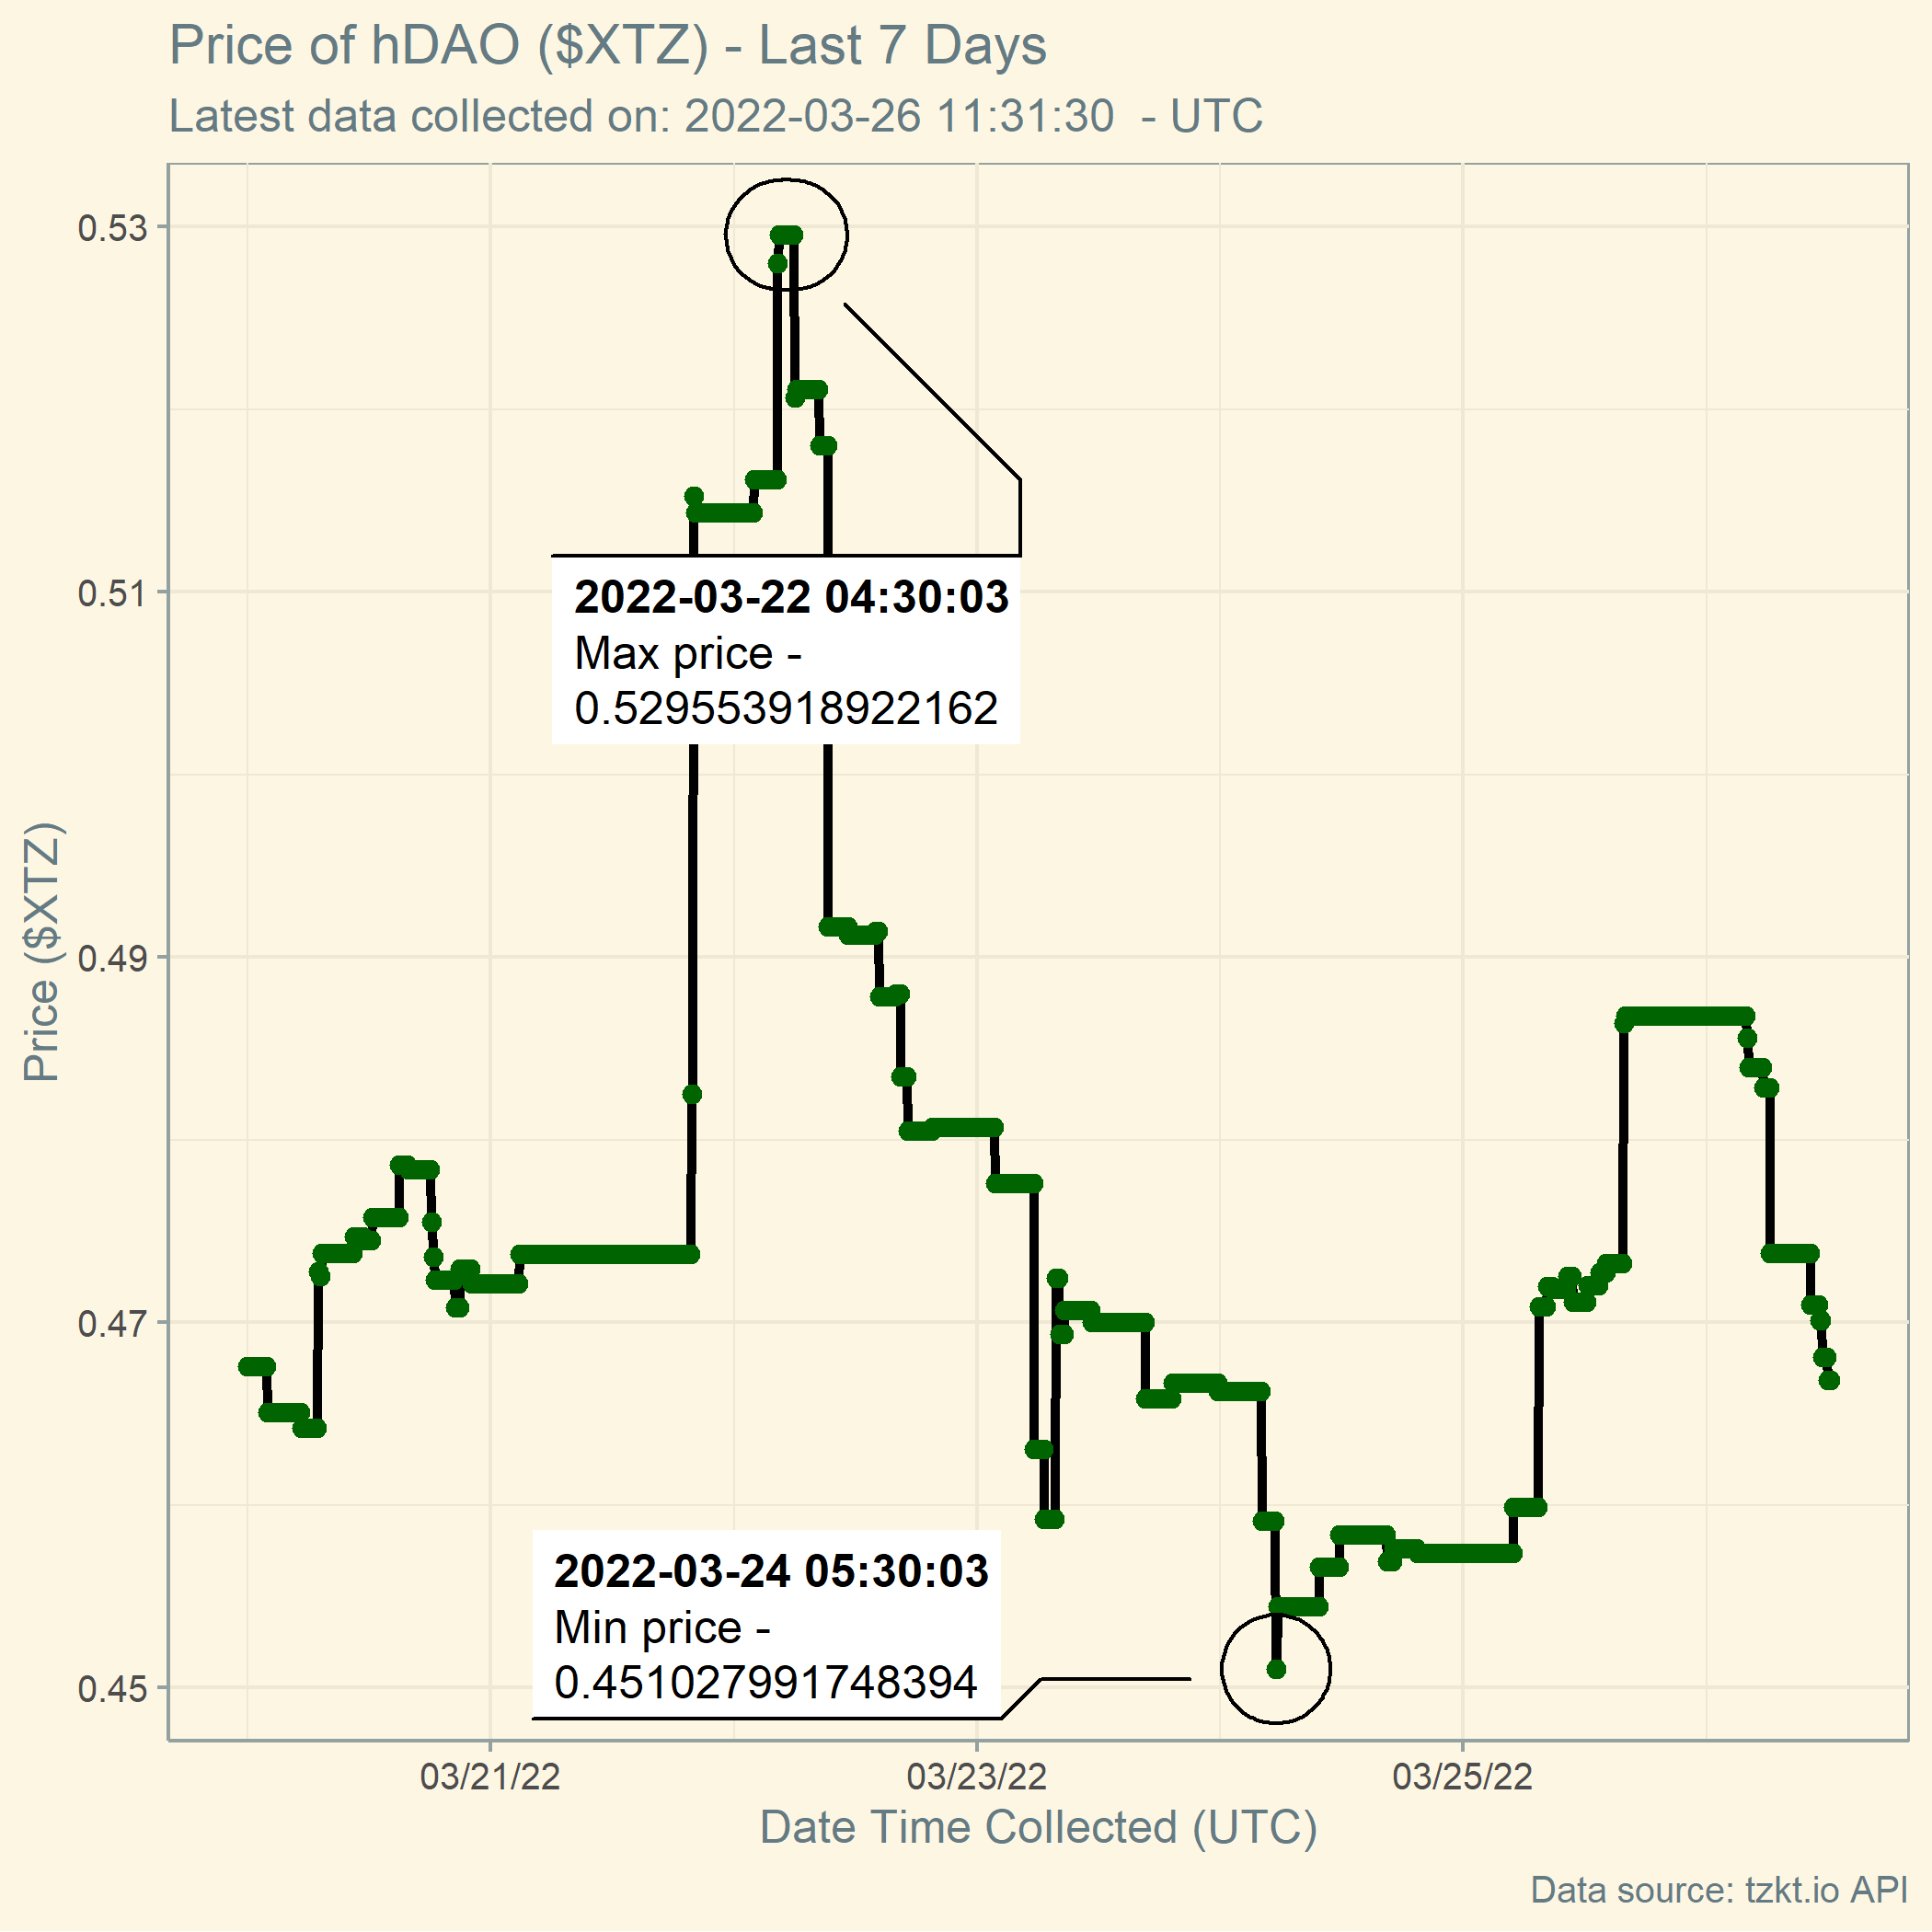 Price of hDAO ($XTZ) - Last 7 Days
Latest data collected on: 2022-03-26 11:31:30  - UTC
0.53
0.51
0.49
0.47
0.45
Price ($XTZ)
2022-03-22 04:30:03
Max price -
0.529553918922162
2022-03-24 05:30:03
Min price -
0.451027991748394
03/21/22
03/23/22
03/25/22
Date Time Collected (UTC)
Data source: tzkt.io API